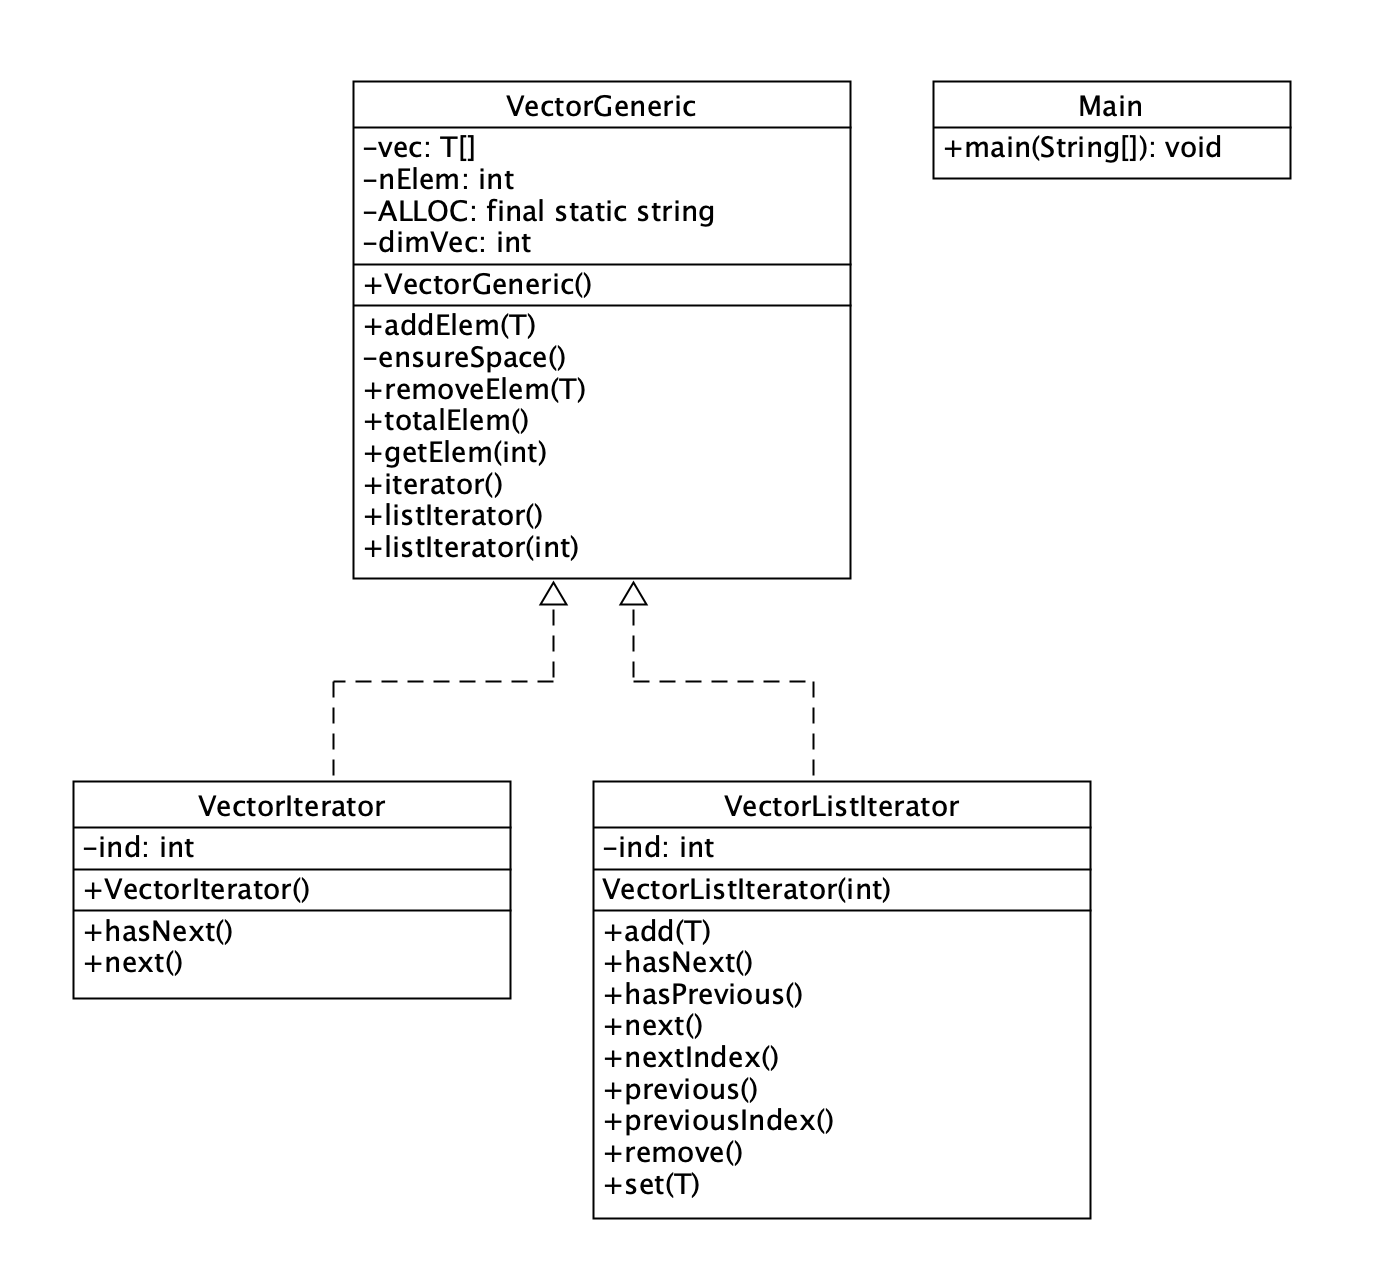 VectorGeneric
-vec: T[]
-nElem: int
-ALLOC: final static string
-dimVec: int
+VectorGeneric()
+addElem(T)
-ensureSpace()
+removeElem(T)
+totalElem()
+getElem(int)
+iterator()
+listIterator()
+listIterator(int)
Main
+main(String[]): void
VectorIterator
-ind: int
+VectorIterator()
+hasNext()
+next()
VectorListIterator
-ind: int
VectorListIterator(int)
+add(T)
+hasNext()
+hasPrevious()
+next()
+nextIndex()
+previous()
+previousIndex()
+remove()
+set(T)